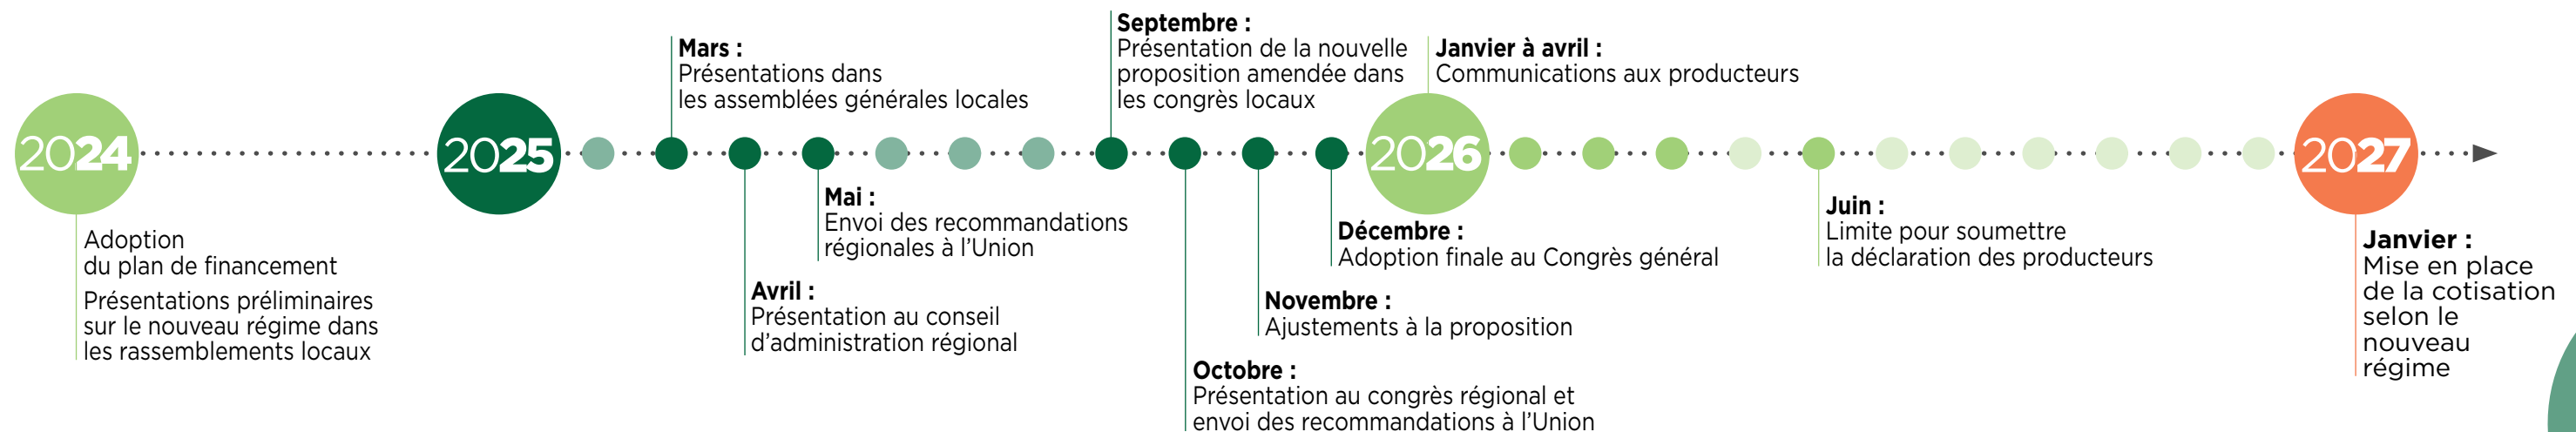 2024
Adoption
du plan de financement
Présentations préliminaires
sur le nouveau régime dans
les rassemblements locaux
2025
Mars :
Présentations dans
les assemblées générales locales
Avril :
Présentation au conseil
d’administration régional
Mai :
Envoi des recommandations
régionales à l’Union
Septembre :
Présentation de la nouvelle
proposition amendée dans
les congrès locaux
Octobre :
Présentation au congrès régional et
envoi des recommandations à l’Union
Novembre :
Ajustements à la proposition
Décembre :
Adoption finale au Congrès général
2026
Janvier à avril :
Communications aux producteurs
Juin :
Limite pour soumettre
la déclaration des producteurs
2027
Janvier :
Mise en place
de la cotisation
selon le
nouveau
régime